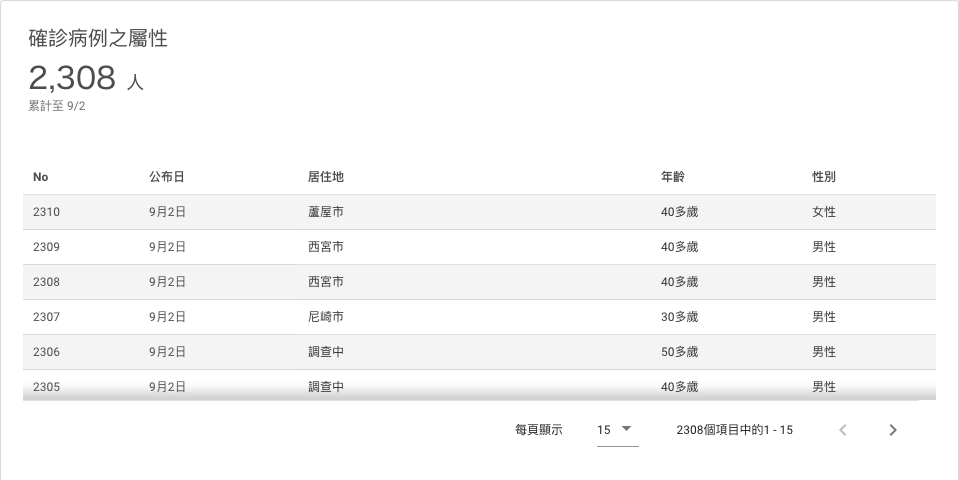 確診病例之屬性
2,308 人
累計至 9/2
No 公布日 居住地 年齡 性別
2310 9月2日 蘆屋市 40多歲 女性
2309 9月2日 西宮市 40多歲 男性
2308 9月2日 西宮市 40多歲 男性
2307 9月2日 尼崎市 30多歲 男性
2306 9月2日 調查中 50多歲 男性
2305 9月2日 調查中 40多歲 男性
每頁顯示 15 2308個項目中的1 - 15